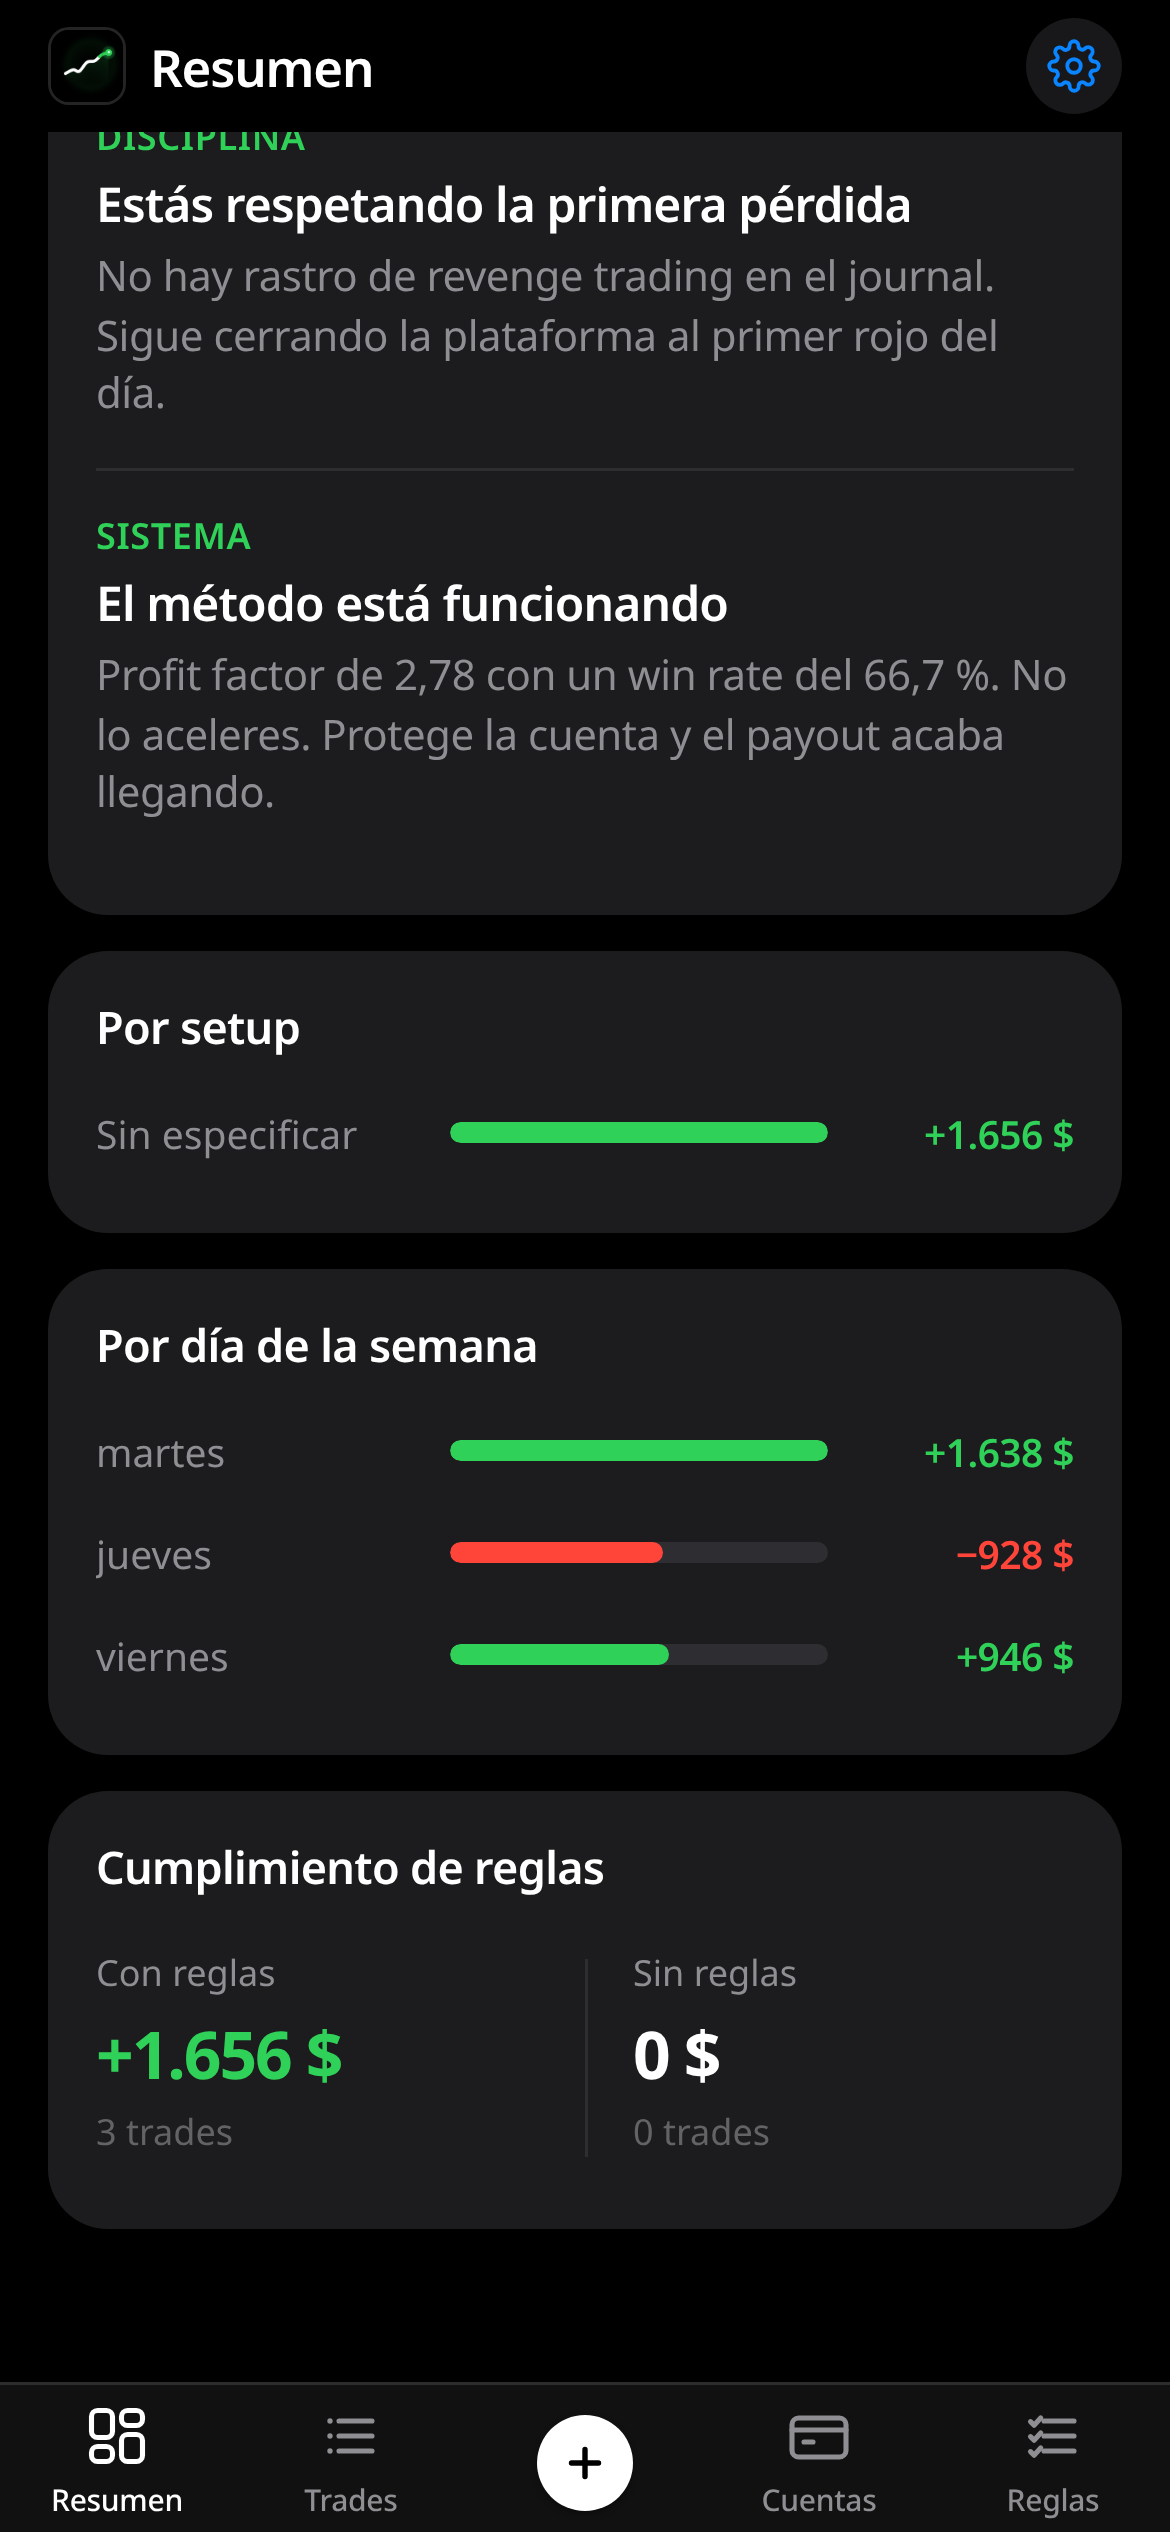 Resumen
DISCIPLINA
Estás respetando la primera pérdida
No hay rastro de revenge trading en el journal.
Sigue cerrando la plataforma al primer rojo del
día.
SISTEMA
El método está funcionando
Profit factor de 2,78 con un win rate del 66,7 %. No
lo aceleres. Protege la cuenta y el payout acaba
llegando.
Por setup
Sin especificar +1.656 $
Por día de la semana
martes +1.638 $
jueves −928 $
viernes +946 $
Cumplimiento de reglas
Con reglas Sin reglas
+1.656 $ 0 $
3 trades 0 trades
Resumen Trades Cuentas Reglas